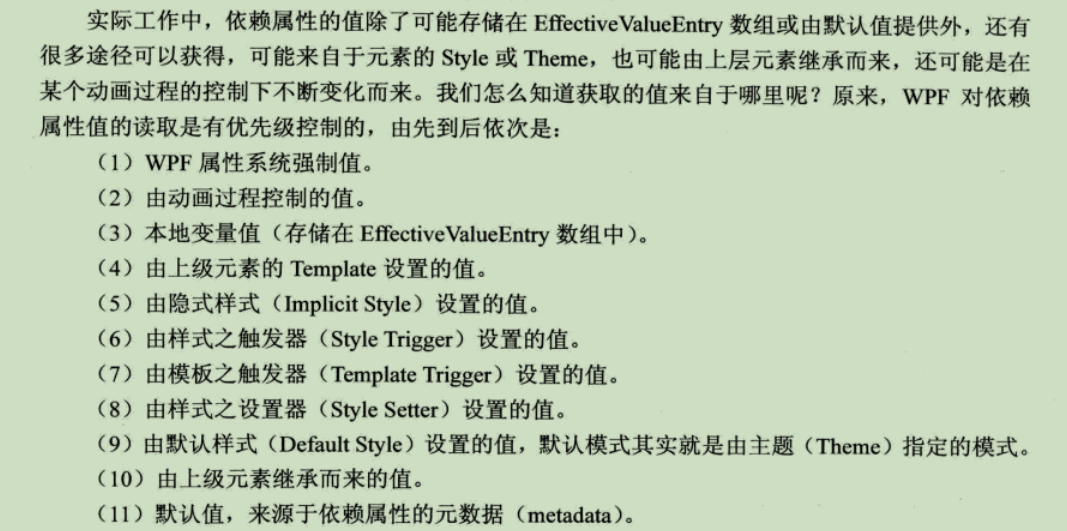 实际工作中，依赖属性的值除了可能存储在 EffectiveValueEntry 数组或由默认值提供外，还有
很多途径可以获得，可能来自于元素的 Style 或 Theme，也可能由上层元素继承而来，还可能是在
某个动画过程的控制下不断变化而来。我们怎么知道获取的值来自于哪里呢？原来，WPF 对依赖
属性值的读取是有优先级控制的，由先到后依次是：
（1）WPF 属性系统强制值。
（2）由动画过程控制的值。
（3）本地变量值（存储在 EffectiveValueEntry 数组中）。
（4）由上级元素的 Template 设置的值。
（5）由隐式样式（Implicit Style）设置的值。
（6）由样式之触发器（Style Trigger）设置的值。
（7）由模板之触发器（Template Trigger）设置的值。
（8）由样式之设置器（Style Setter）设置的值。
（9）由默认样式（Default Style）设置的值，默认模式其实就是由主题（Theme）指定的模式。
（10）由上级元素继承而来的值。
（11）默认值，来源于依赖属性的元数据（metadata）。